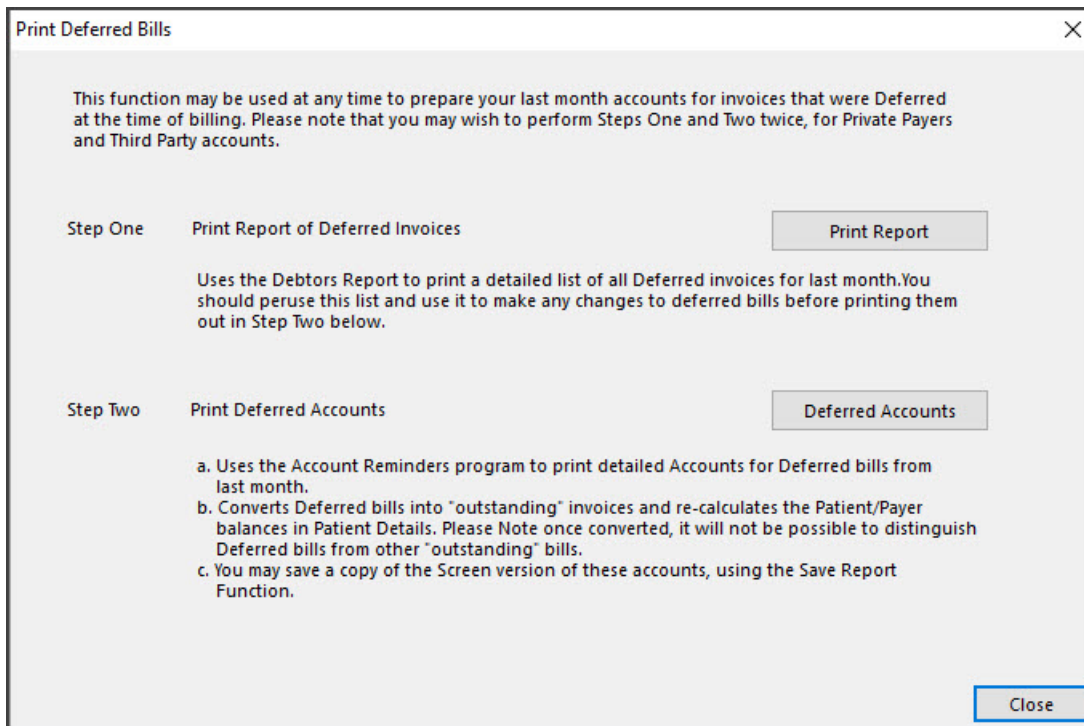 Print Deferred Bills
This function may be used at any time to prepare your last month accounts for invoices that were Deferred
at the time of billing. Please note that you may wish to perform Steps One and Two twice, for Private Payers
and Third Party accounts.
Step One Print Report of Deferred Invoices Print Report
Uses the Debtors Report to print a detailed list of all Deferred invoices for last month.You
should peruse this list and use it to make any changes to deferred bills before printing them
out in Step Two below.
Step Two Print Deferred Accounts Deferred Accounts
a. Uses the Account Reminders program to print detailed Accounts for Deferred bills from
last month.
b. Converts Deferred bills into "outstanding" invoices and re-calculates the Patient/Payer
balances in Patient Details. Please Note once converted, it will not be possible to distinguish
Deferred bills from other "outstanding" bills.
c. You may save a copy of the Screen version of these accounts, using the Save Report
Function.
Close